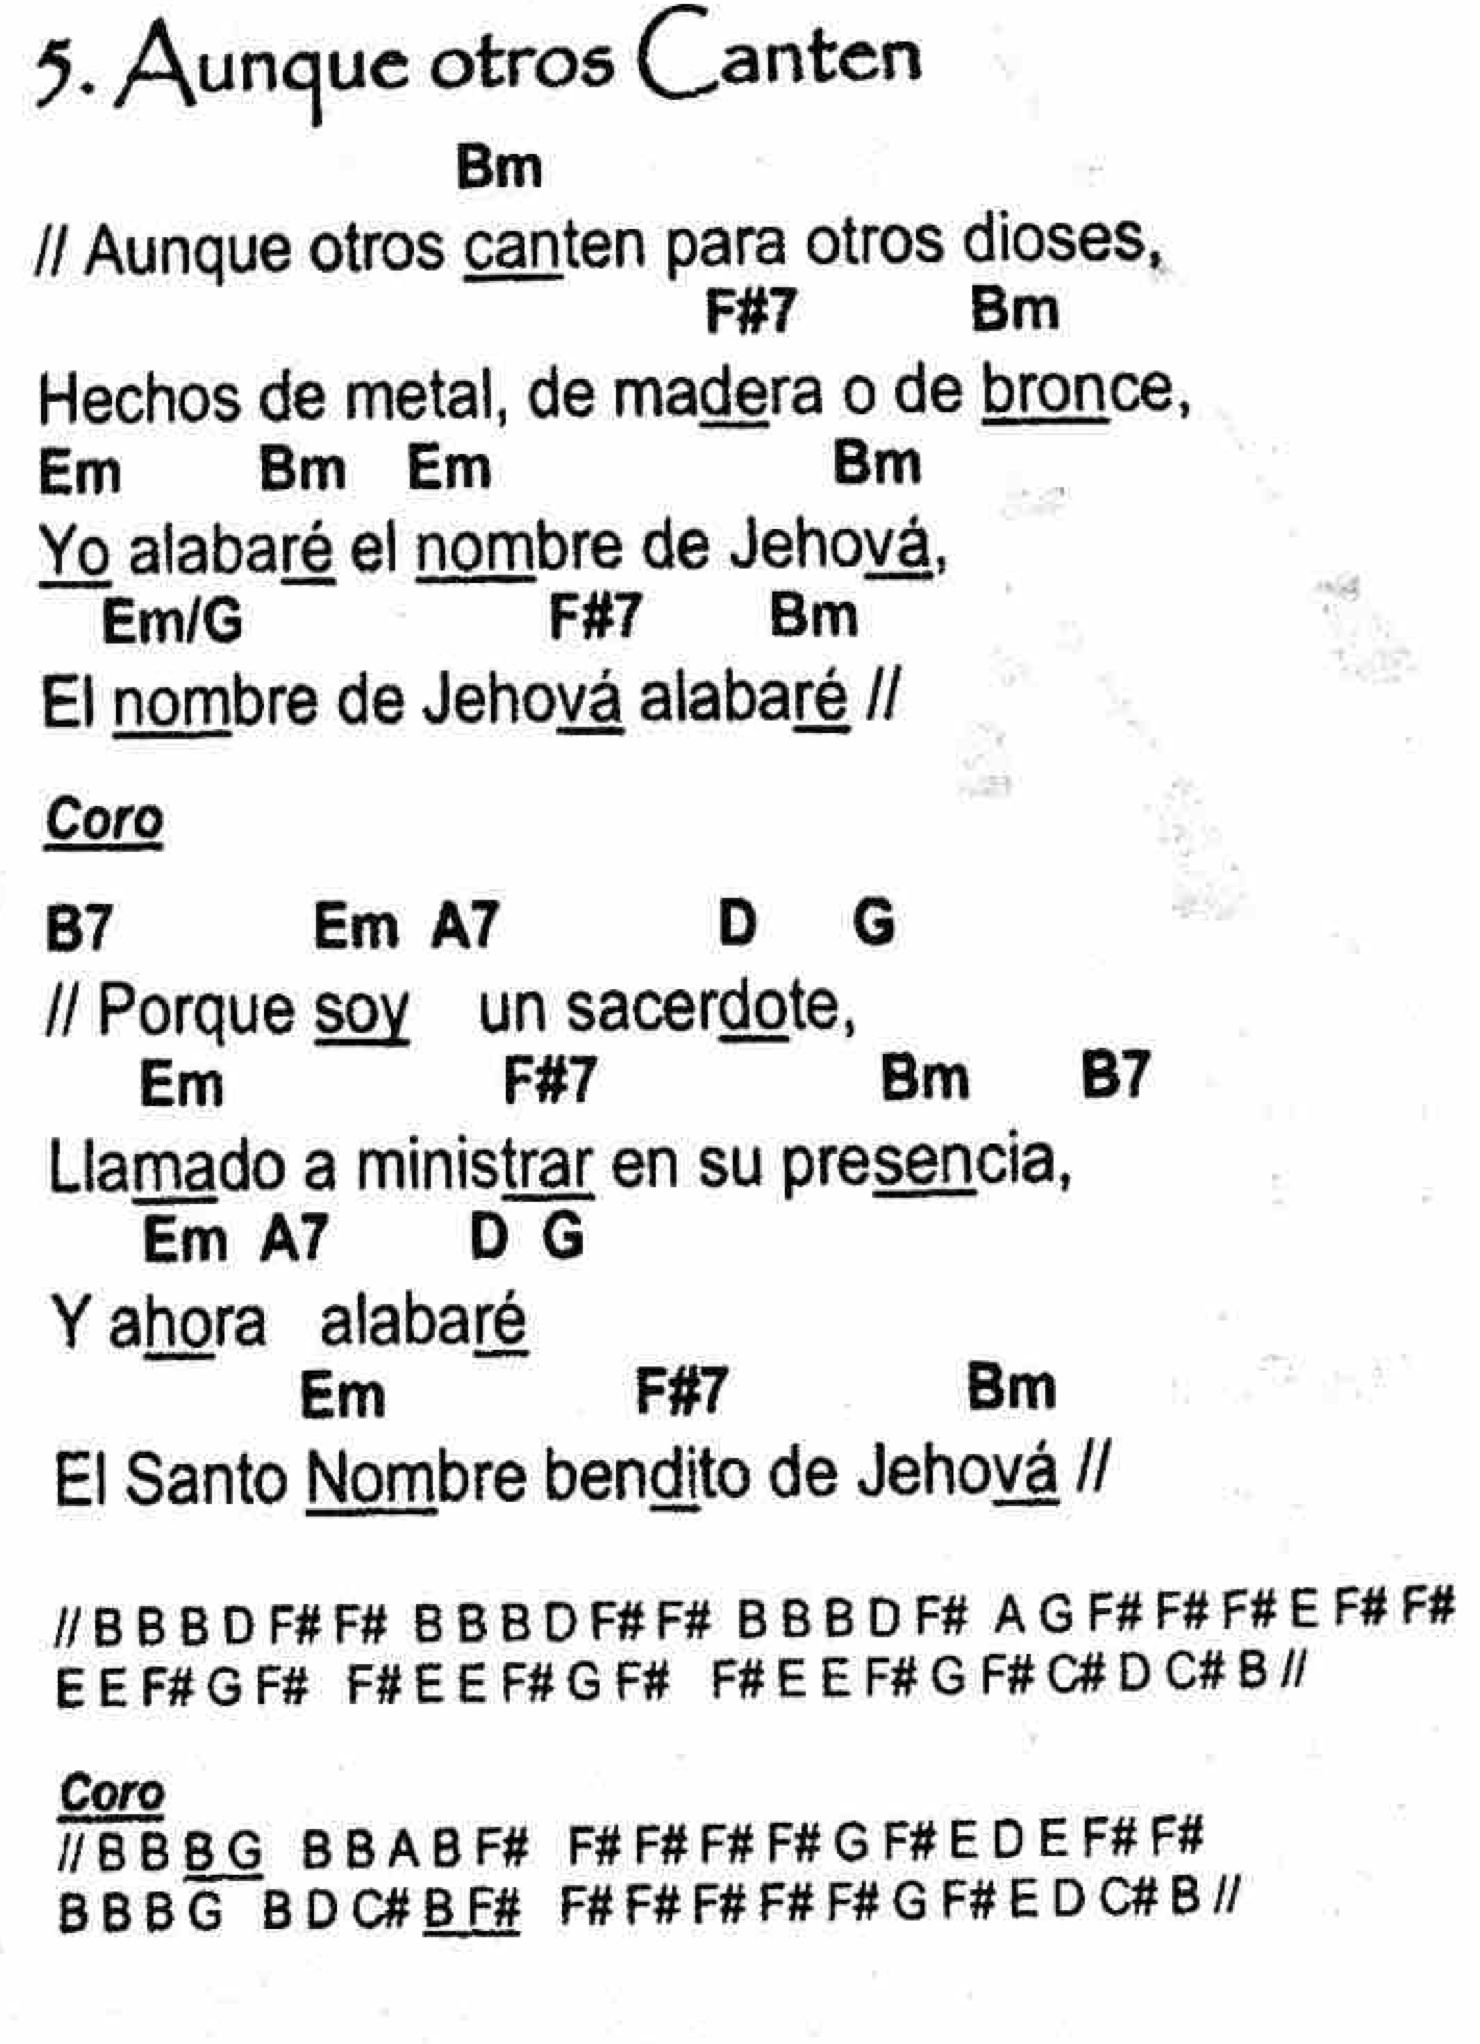 5. Aunque otros Canten
Bm
// Aunque otros canten para otros dioses,
F#7 Bm
Hechos de metal, de madera o de bronce,
Em Bm Em Bm
Yo alabaré el nombre de Jehová,
Em/G F#7 Bm
El nombre de Jehová alabaré //
Coro
B7 Em A7 D G
// Porque soy un sacerdote,
Em F#7 Bm B7
Llamado a ministrar en su presencia,
Em A7 D G
Y ahora alabaré
Em F#7 Bm
El Santo Nombre bendito de Jehová //
// B B B D F# F# B B B D F# F# B B B D F# A G F# F# F# E F# F#
E E F# G F# F# E E F# G F# F# E E F# G F# C# D C# B //
Coro
// B B B G B B A B F# F# F# F# F# G F# E D E F# F#
B B B G B D C# B F# F# F# F# F# F# G F# E D C# B //